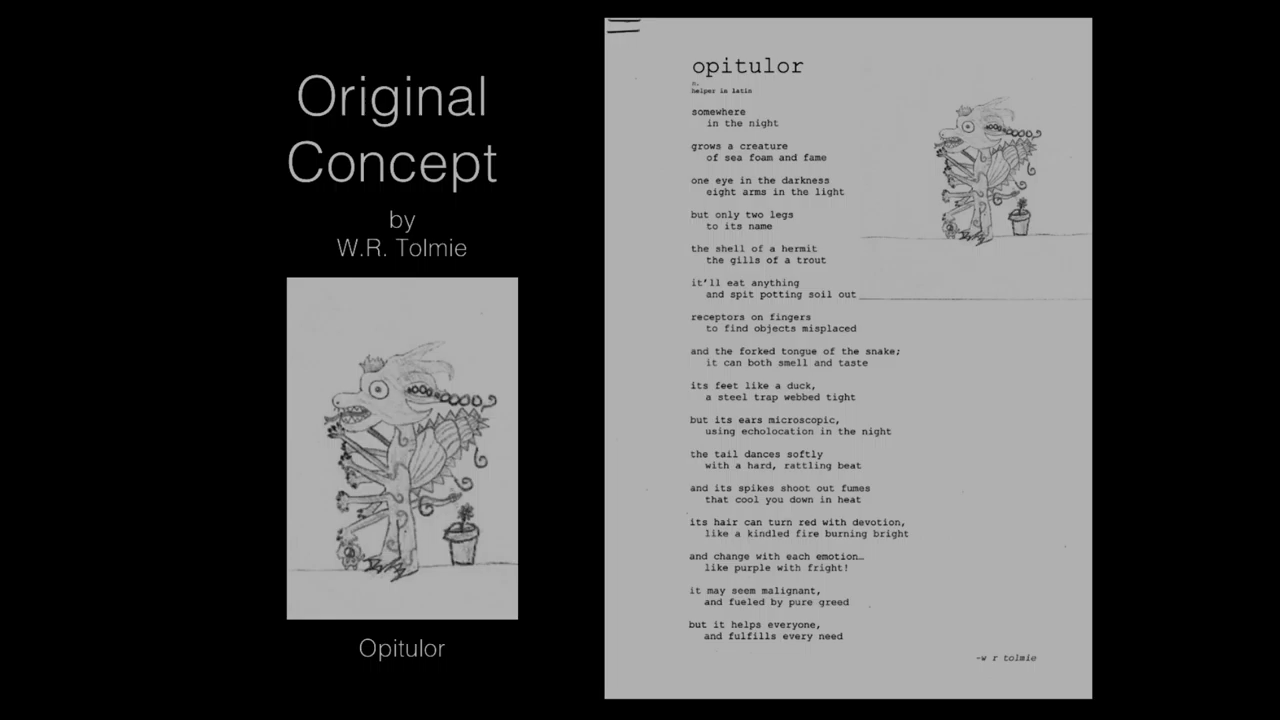 Original
Concept
by
W.R. Tolmie
Opitulor
opitulor
n.
helper in latin
somewhere
in the night
grows a creature
of sea foam and fame
one eye in the darkness
eight arms in the light
but only two legs
to its name
the shell of a hermit
the gills of a trout
it'll eat anything
and spit potting soil out
receptors on fingers
to find objects misplaced
and the forked tongue of the snake;
it can both smell and taste
its feet like a duck,
a steel trap webbed tight
but its ears microscopic,
using echolocation in the night
the tail dances softly
with a hard, rattling beat
and its spikes shoot out fumes
that cool you down in heat
its hair can turn red with devotion,
like a kindled fire burning bright
and change with each emotion…
like purple with fright!
it may seem malignant,
and fueled by pure greed
but it helps everyone,
and fulfills every need
-w r tolmie